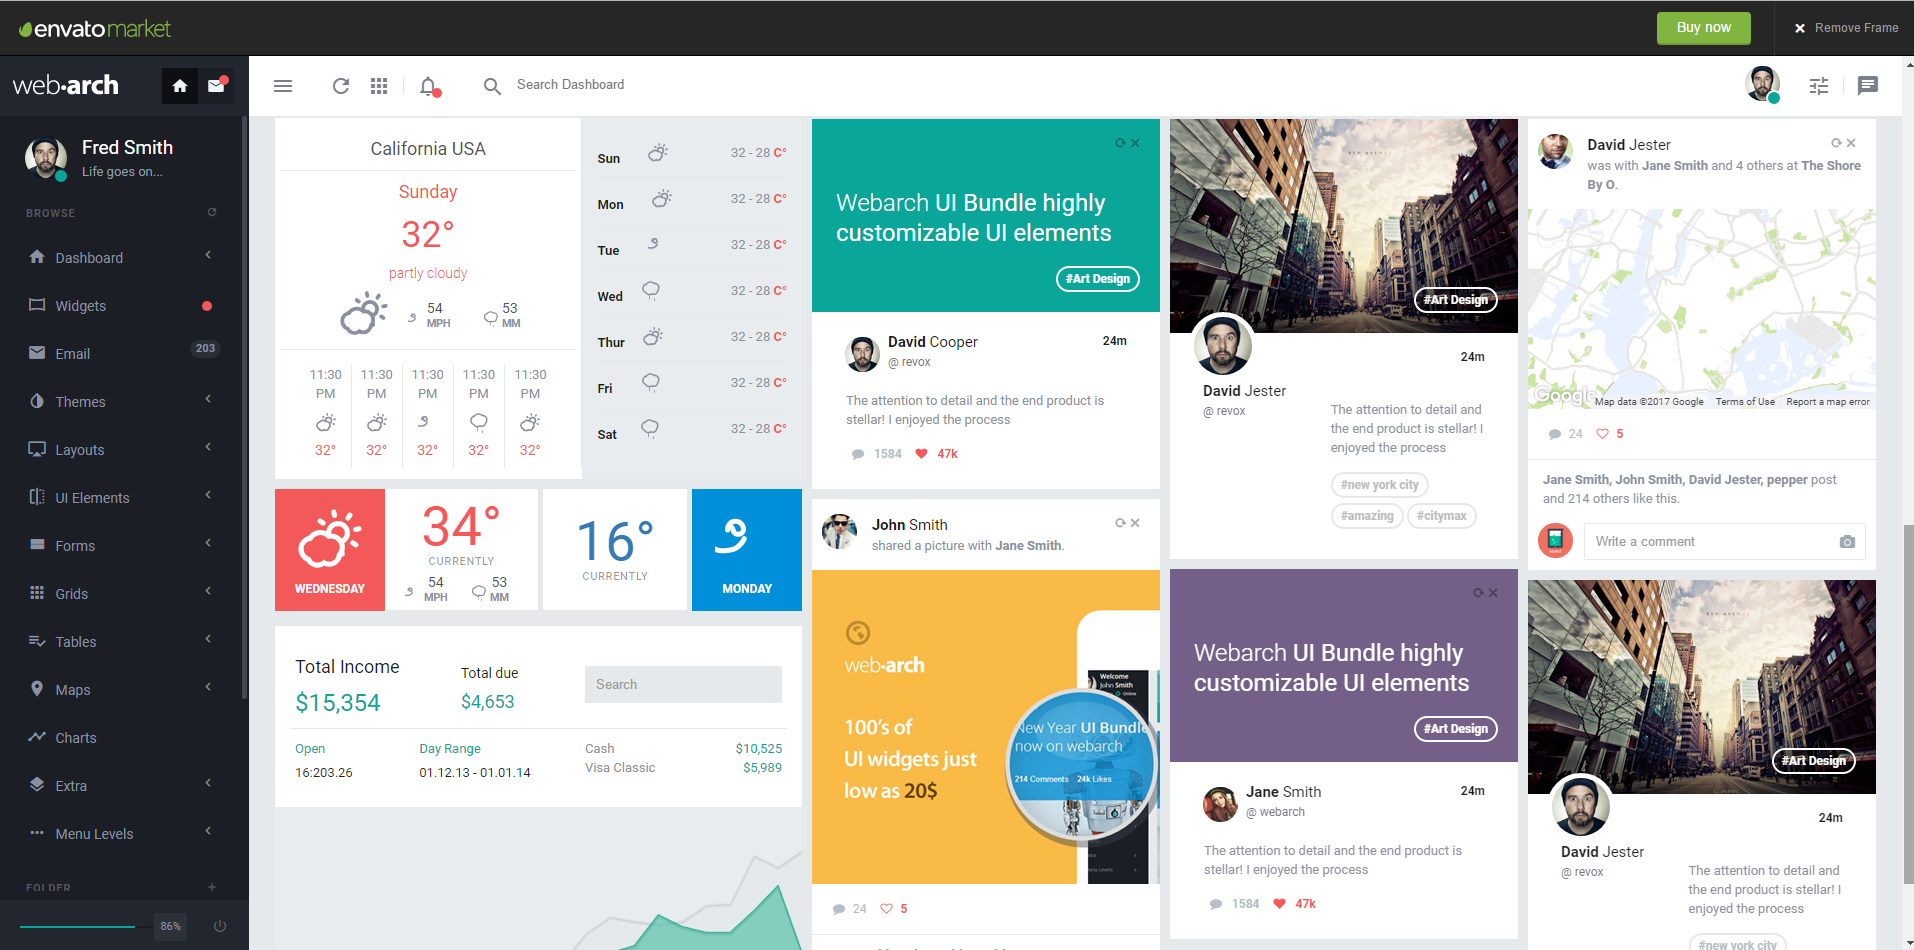 envato market
Buy now
Remove Frame
web·arch
Search Dashboard
Fred Smith
Life goes on...
BROWSE
Dashboard
Widgets
Email
203
Themes
Layouts
UI Elements
Forms
Grids
Tables
Maps
Charts
Extra
Menu Levels
FOLDER
86%
California USA
Sunday
32°
partly cloudy
54
MPH
53
MM
11:30 PM
11:30 PM
11:30 PM
11:30 PM
11:30 PM
32°
32°
32°
32°
32°
Sun 32 - 28 C°
Mon 32 - 28 C°
Tue 32 - 28 C°
Wed 32 - 28 C°
Thur 32 - 28 C°
Fri 32 - 28 C°
Sat 32 - 28 C°
WEDNESDAY
34°
CURRENTLY
54
MPH
53
MM
16°
CURRENTLY
MONDAY
Total Income
$15,354
Total due
$4,653
Search
Open
16:203.26
Day Range
01.12.13 - 01.01.14
Cash $10,525
Visa Classic $5,989
Webarch UI Bundle highly
customizable UI elements
#Art Design
David Cooper
@ revox
24m
The attention to detail and the end product is
stellar! I enjoyed the process
1584 47k
John Smith
shared a picture with Jane Smith.
web·arch
100's of
UI widgets just
low as 20$
Welcome
John Smith
Online
New Year UI Bundle
now on webarch
214 Comments 24k Likes
Menu Levels
24 5
#Art Design
24m
David Jester
@ revox
The attention to detail and
the end product is stellar! I
enjoyed the process
#new york city
#amazing #citymax
Webarch UI Bundle highly
customizable UI elements
#Art Design
Jane Smith
@ webarch
24m
The attention to detail and the end product is
stellar! I enjoyed the process
1584 47k
David Jester
was with Jane Smith and 4 others at The Shore
By O.
Google
Map data ©2017 Google Terms of Use Report a map error
24 5
Jane Smith, John Smith, David Jester, pepper post
and 214 others like this.
Write a comment
#Art Design
24m
David Jester
@ revox
The attention to detail and
the end product is stellar! I
enjoyed the process
#new york city